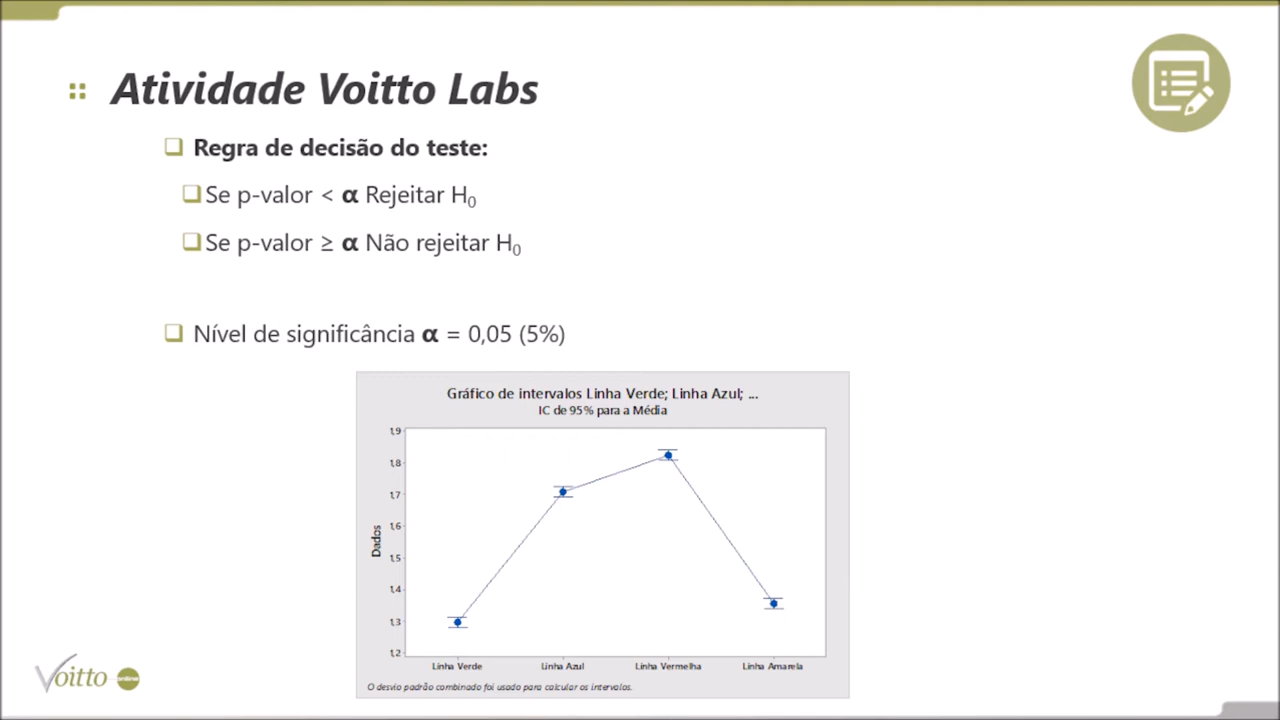 Atividade Voitto Labs
Regra de decisão do teste:
Se p-valor < α Rejeitar H₀
Se p-valor ≥ α Não rejeitar H₀
Nível de significância α = 0,05 (5%)
Gráfico de intervalos Linha Verde; Linha Azul; ...
IC de 95% para a Média
1,9
1,8
1,7
1,6
1,5
1,4
1,3
1,2
Dados
Linha Verde
Linha Azul
Linha Vermelha
Linha Amarela
O desvio padrão combinado foi usado para calcular os intervalos.
Voitto online